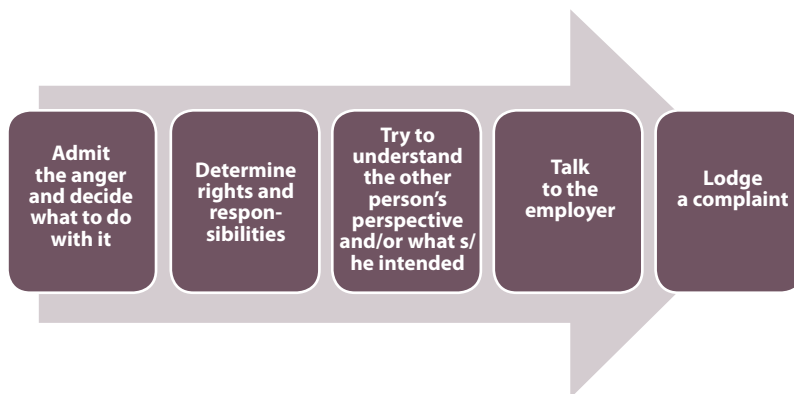 Admit
the anger
and decide
what to do
with it
Determine
rights and
respon-
sibilities
Try to
understand
the other
person's
perspective
and/or what s/
he intended
Talk
to the
employer
Lodge
a complaint